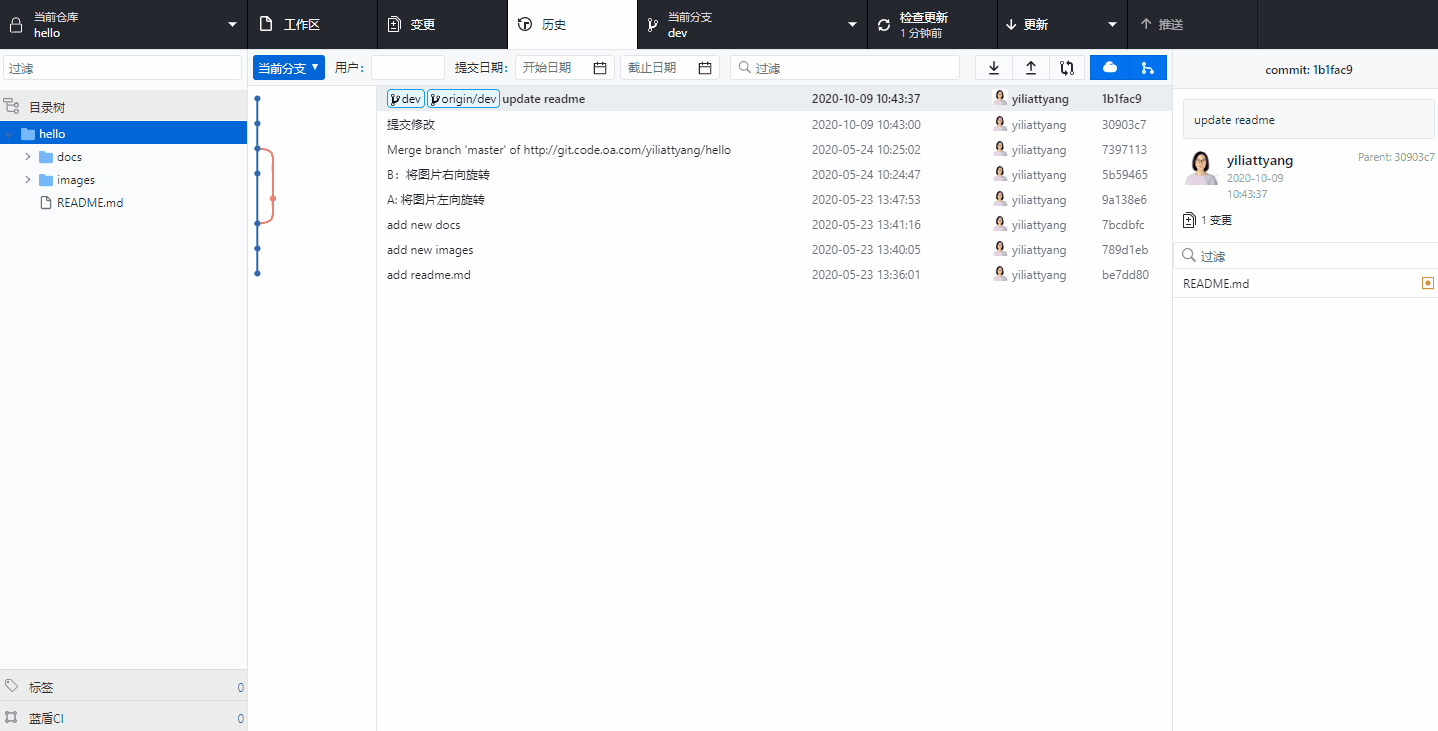 当前仓库
hello
工作区
变更
历史
当前分支
dev
检查更新
1 分钟前
更新
推送
过滤
目录树
hello
docs
images
README.md
标签 0
蓝盾CI 0
当前分支 用户: 提交日期: 开始日期 截止日期 过滤
dev origin/dev update readme 2020-10-09 10:43:37 yiliattyang 1b1fac9
提交修改 2020-10-09 10:43:00 yiliattyang 30903c7
Merge branch 'master' of http://git.code.oa.com/yiliattyang/hello 2020-05-24 10:25:02 yiliattyang 7397113
B：将图片右向旋转 2020-05-24 10:24:47 yiliattyang 5b59465
A: 将图片左向旋转 2020-05-23 13:47:53 yiliattyang 9a138e6
add new docs 2020-05-23 13:41:16 yiliattyang 7bcdbfc
add new images 2020-05-23 13:40:05 yiliattyang 789d1eb
add readme.md 2020-05-23 13:36:01 yiliattyang be7dd80
commit: 1b1fac9
update readme
yiliattyang Parent: 30903c7
2020-10-09
10:43:37
1 变更
过滤
README.md